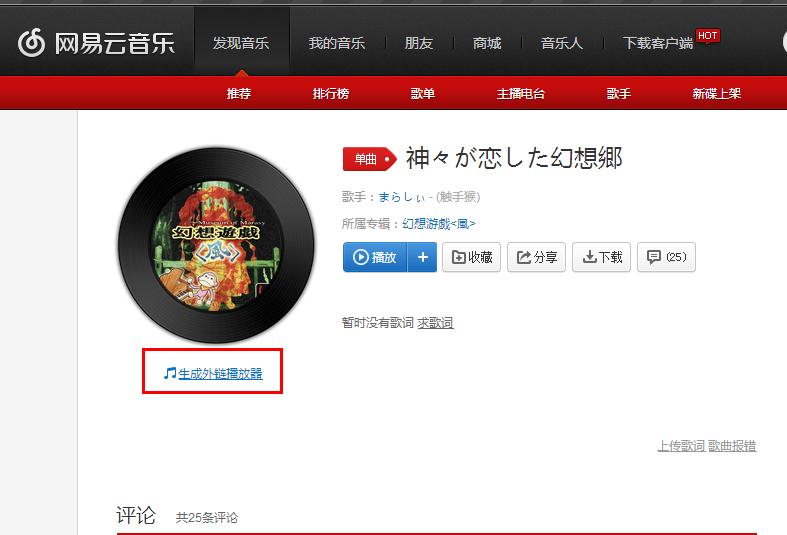 网易云音乐
发现音乐 我的音乐 朋友 商城 音乐人 下载客户端 HOT
推荐 排行榜 歌单 主播电台 歌手 新碟上架
单曲 神々が恋した幻想郷
歌手：まらしぃ - (触手猴)
所属专辑：幻想游戯<風>
播放 + 收藏 分享 下载 (25)
Museum of Marasy
幻想遊戯
<風>
暂时没有歌词 求歌词
生成外链播放器
上传歌词 歌曲报错
评论 共25条评论